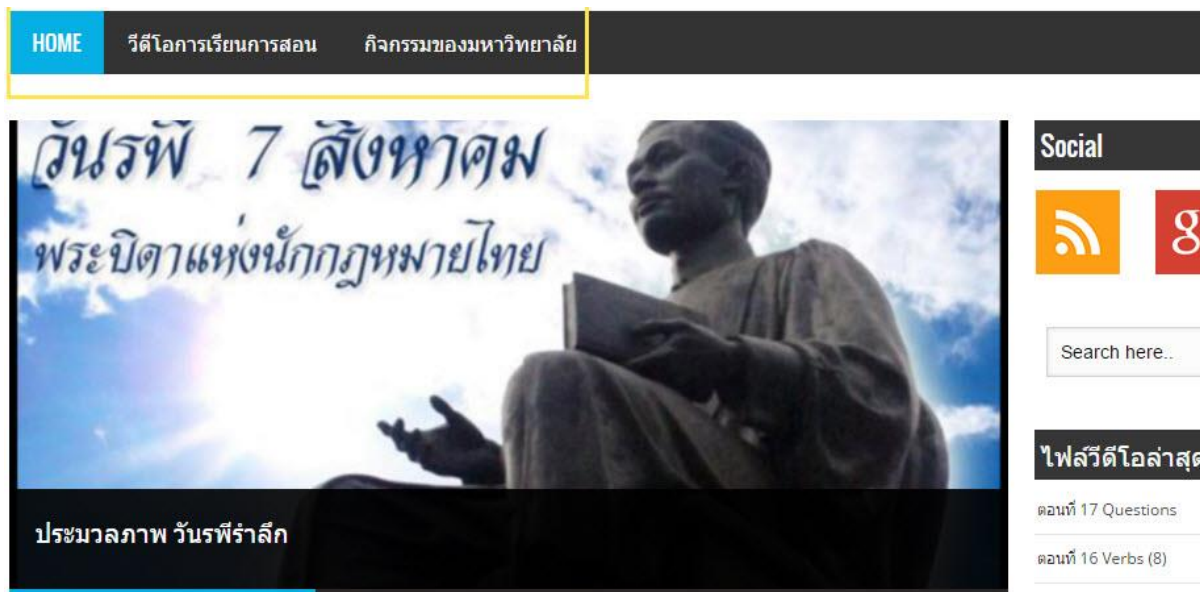 HOME วีดีโอการเรียนการสอน กิจกรรมของมหาวิทยาลัย
วันรพี 7 สิงหาคม
พระบิดาแห่งนักกฎหมายไทย
ประมวลภาพ วันรพีรำลึก
Social
g
Search here..
ไฟล์วีดีโอล่าสุด
ตอนที่ 17 Questions
ตอนที่ 16 Verbs (8)